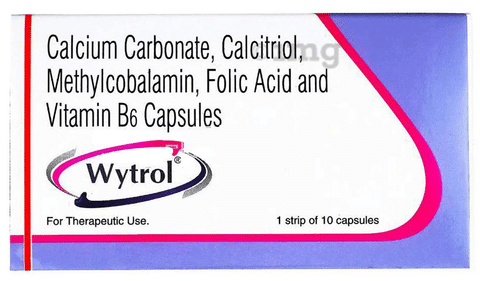 Calcium Carbonate, Calcitriol,
Methylcobalamin, Folic Acid and
Vitamin B6 Capsules
Wytrol®
For Therapeutic Use.
1 strip of 10 capsules